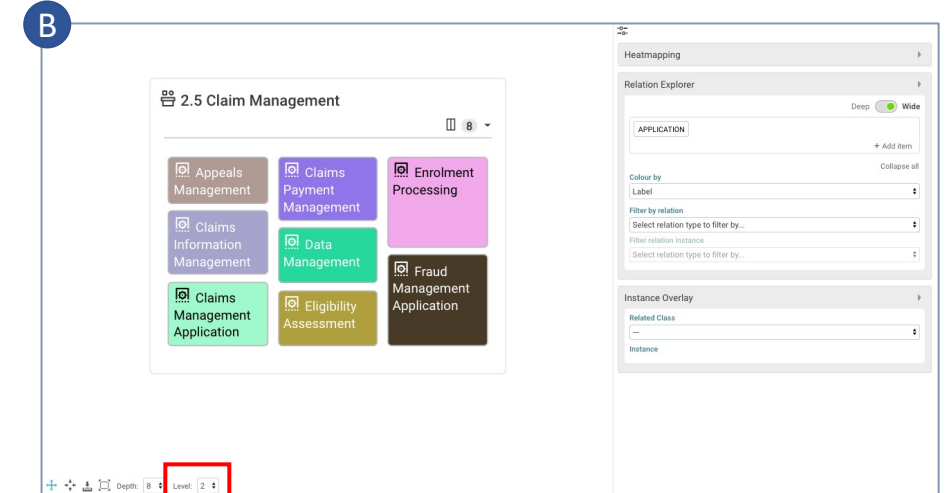 B
2.5 Claim Management
8
Appeals
Management
Claims
Information
Management
Claims
Management
Application
Claims
Payment
Management
Data
Management
Eligibility
Assessment
Enrolment
Processing
Fraud
Management
Application
Depth: 8
Level: 2
Heatmapping
Relation Explorer
Deep Wide
APPLICATION
+ Add item
Collapse all
Colour by
Label
Filter by relation
Select relation type to filter by...
Filter relation instance
Select relation type to filter by...
Instance Overlay
Related Class
---
Instance